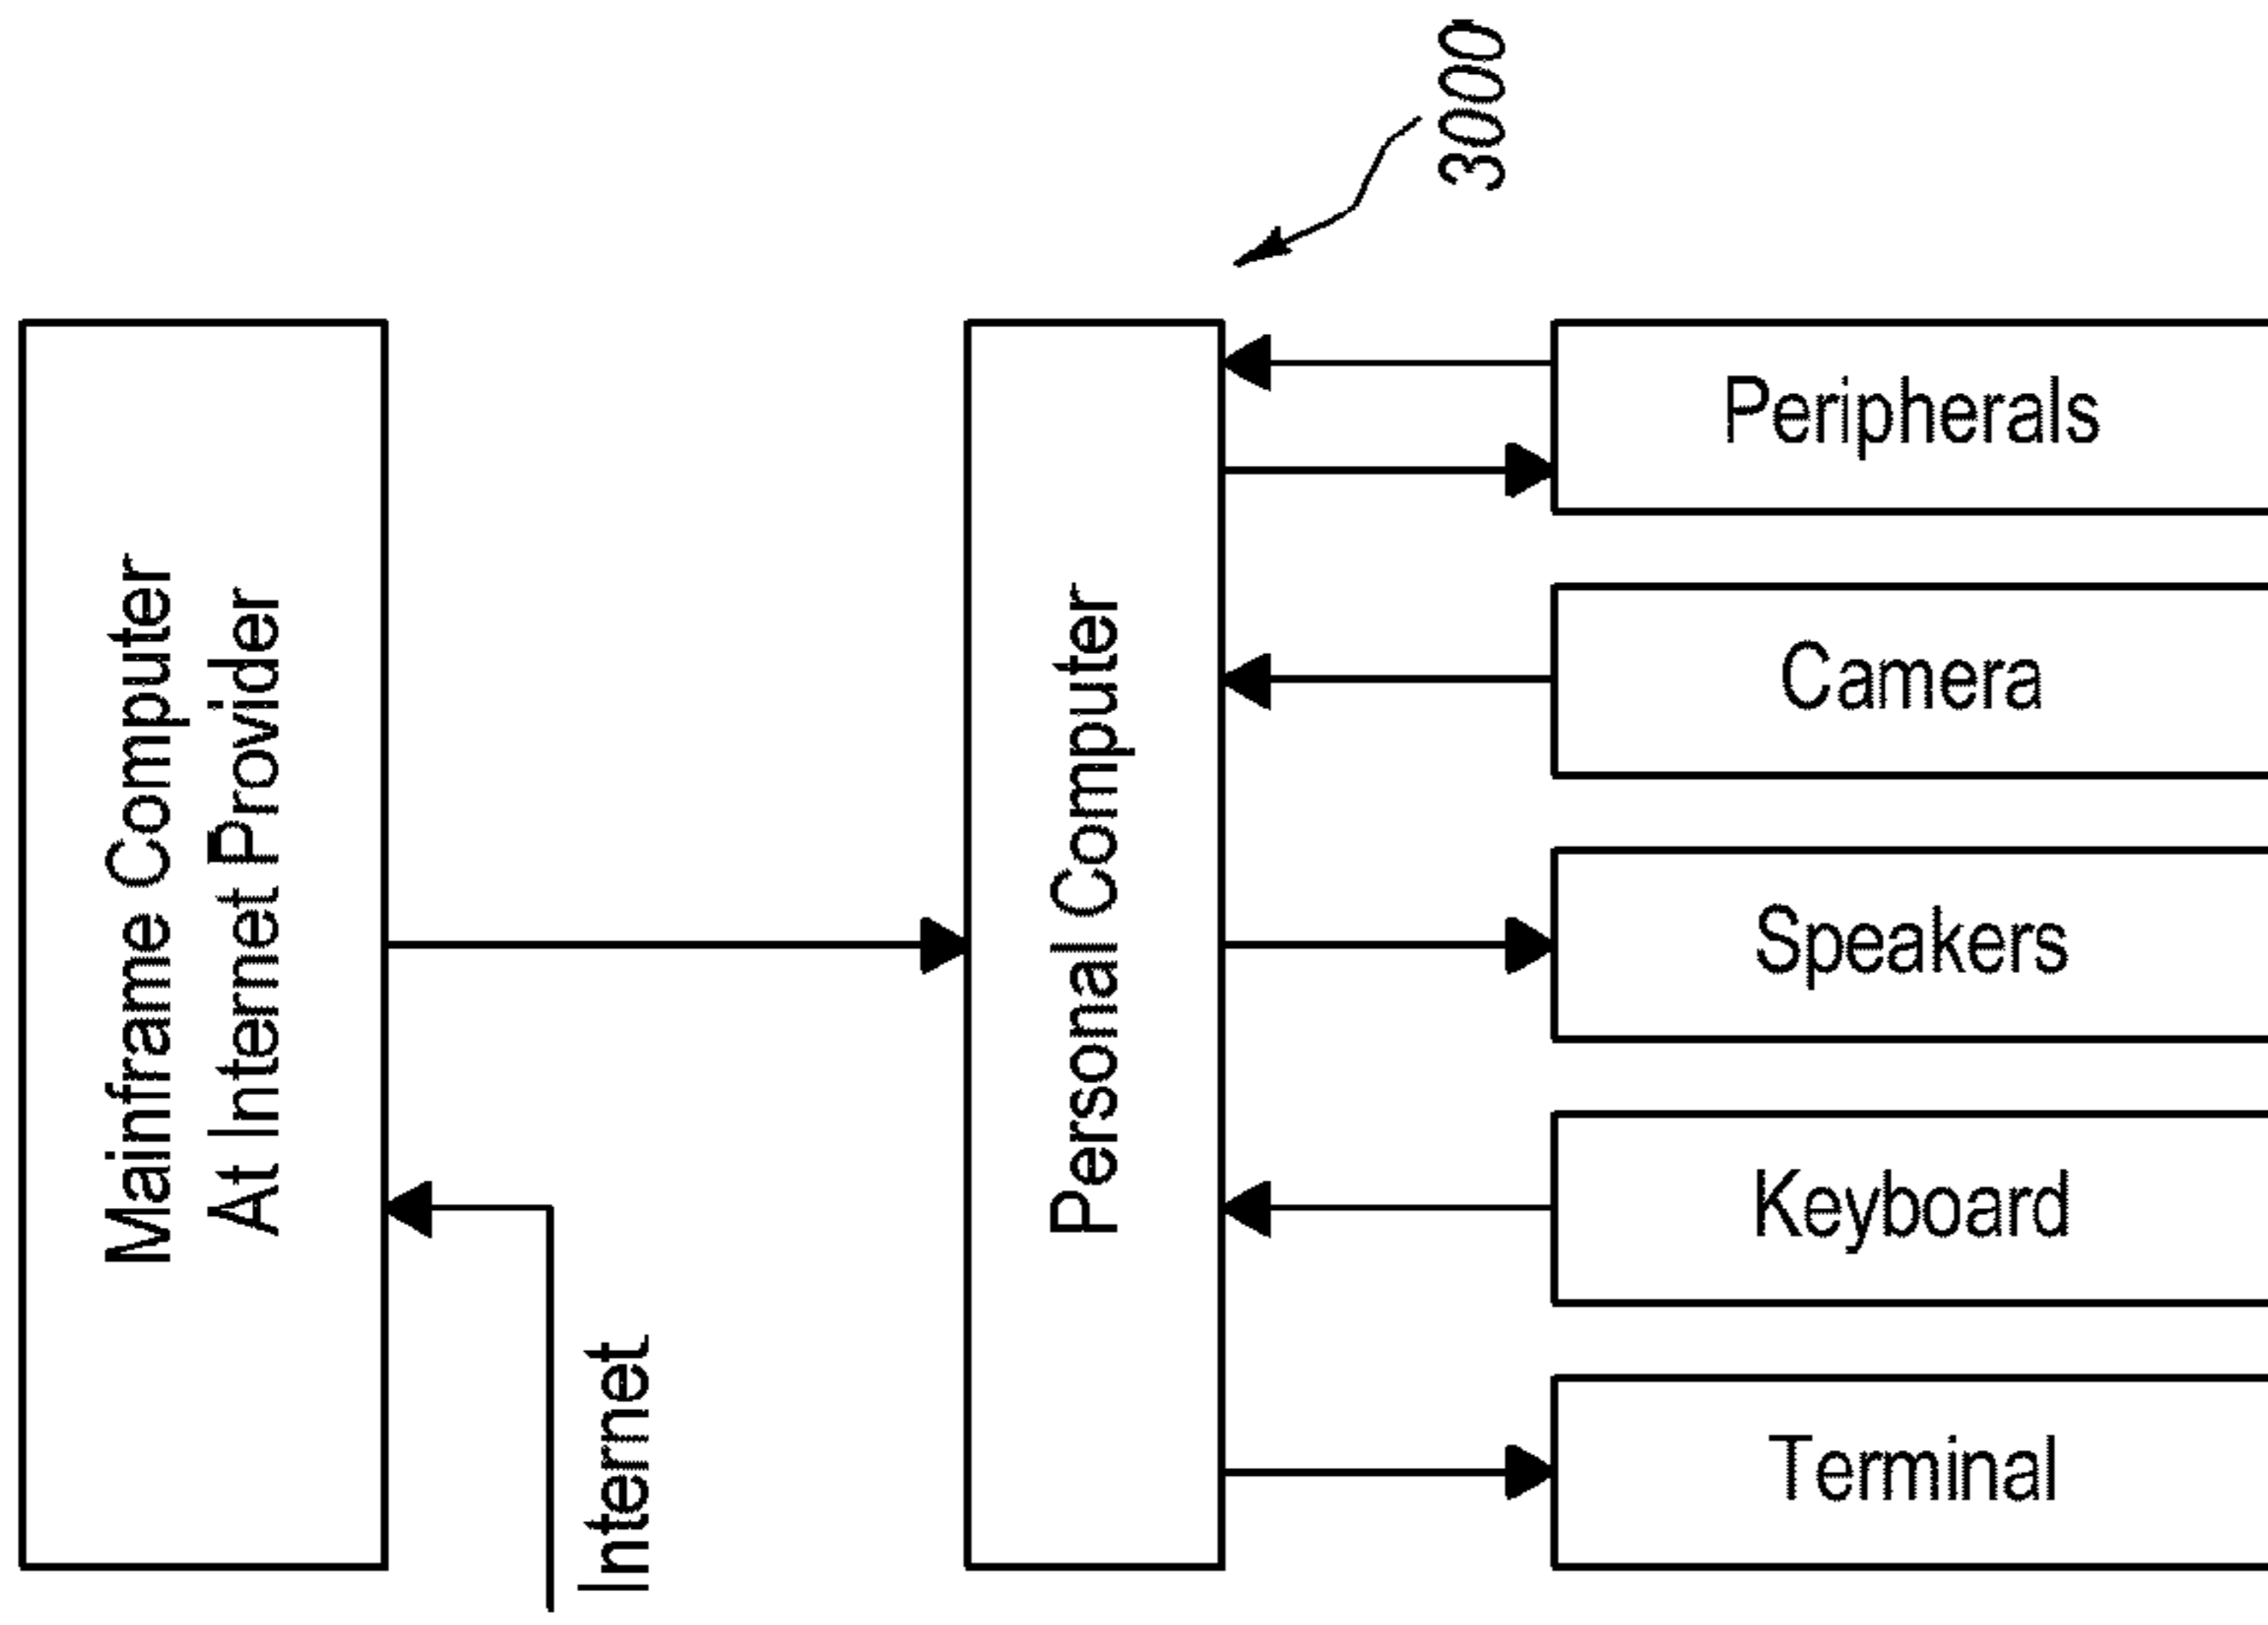 Mainframe Computer
At Internet Provider
Internet
Personal Computer
3000
Peripherals
Camera
Speakers
Keyboard
Terminal